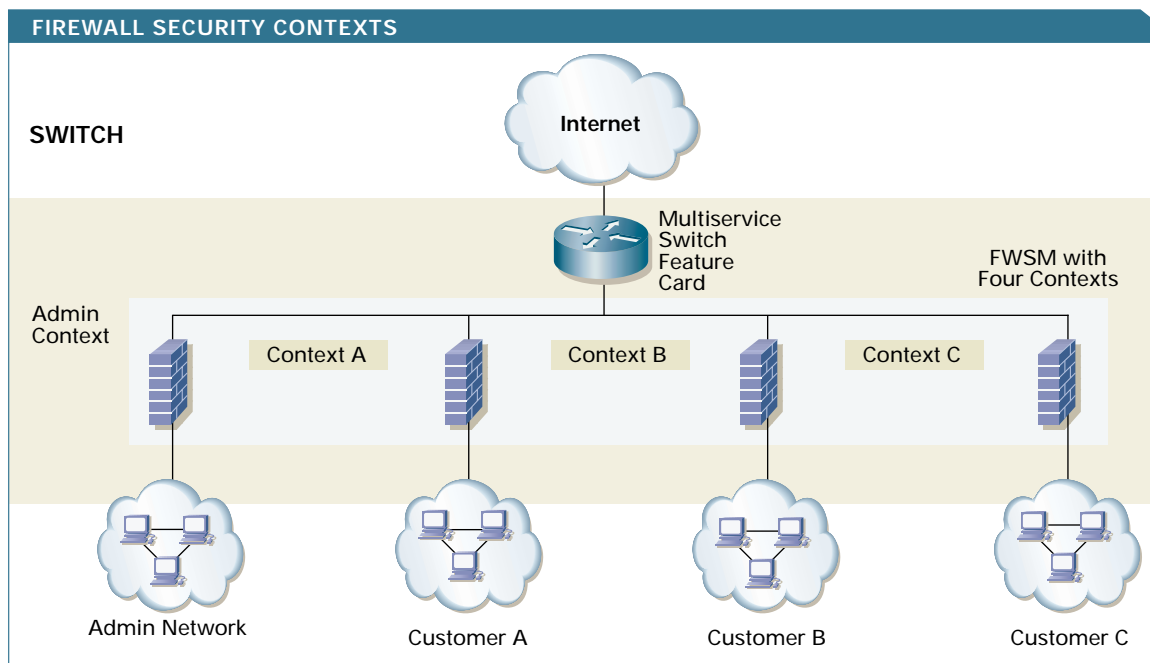 FIREWALL SECURITY CONTEXTS
SWITCH
Internet
Multiservice
Switch
Feature
Card
FWSM with
Four Contexts
Admin
Context
Context A
Context B
Context C
Admin Network
Customer A
Customer B
Customer C